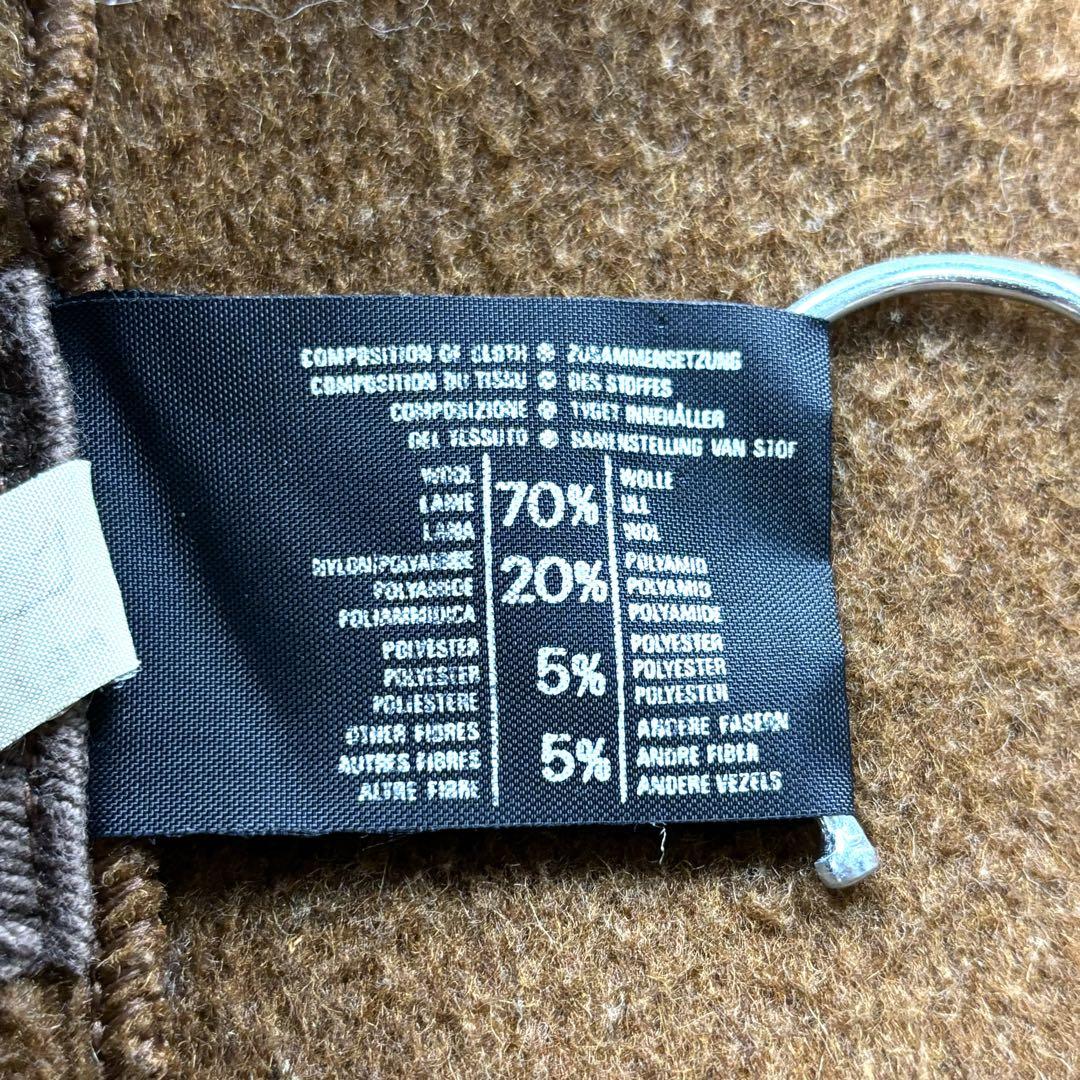 COMPOSITION OF CLOTH ZUSAMMENSETZUNG
COMPOSITION DU TISSU DES STOFFES
COMPOSIZIONE TYGET INNEHÅLLER
DEL TESSUTO SAMENSTELLING VAN STOF
WOOL WOLLE
LAINE 70% ULL
LANA WOL
NYLON/POLYAMIDE POLYAMID
POLYAMIDE 20% POLYAMID
POLIAMMIDICA POLYAMIDE
POLYESTER POLYESTER
POLYESTER 5% POLYESTER
POLIESTERE POLYESTER
OTHER FIBRES ANDERE FASERN
AUTRES FIBRES 5% ANDRE FIBER
ALTRE FIBRE ANDERE VEZELS